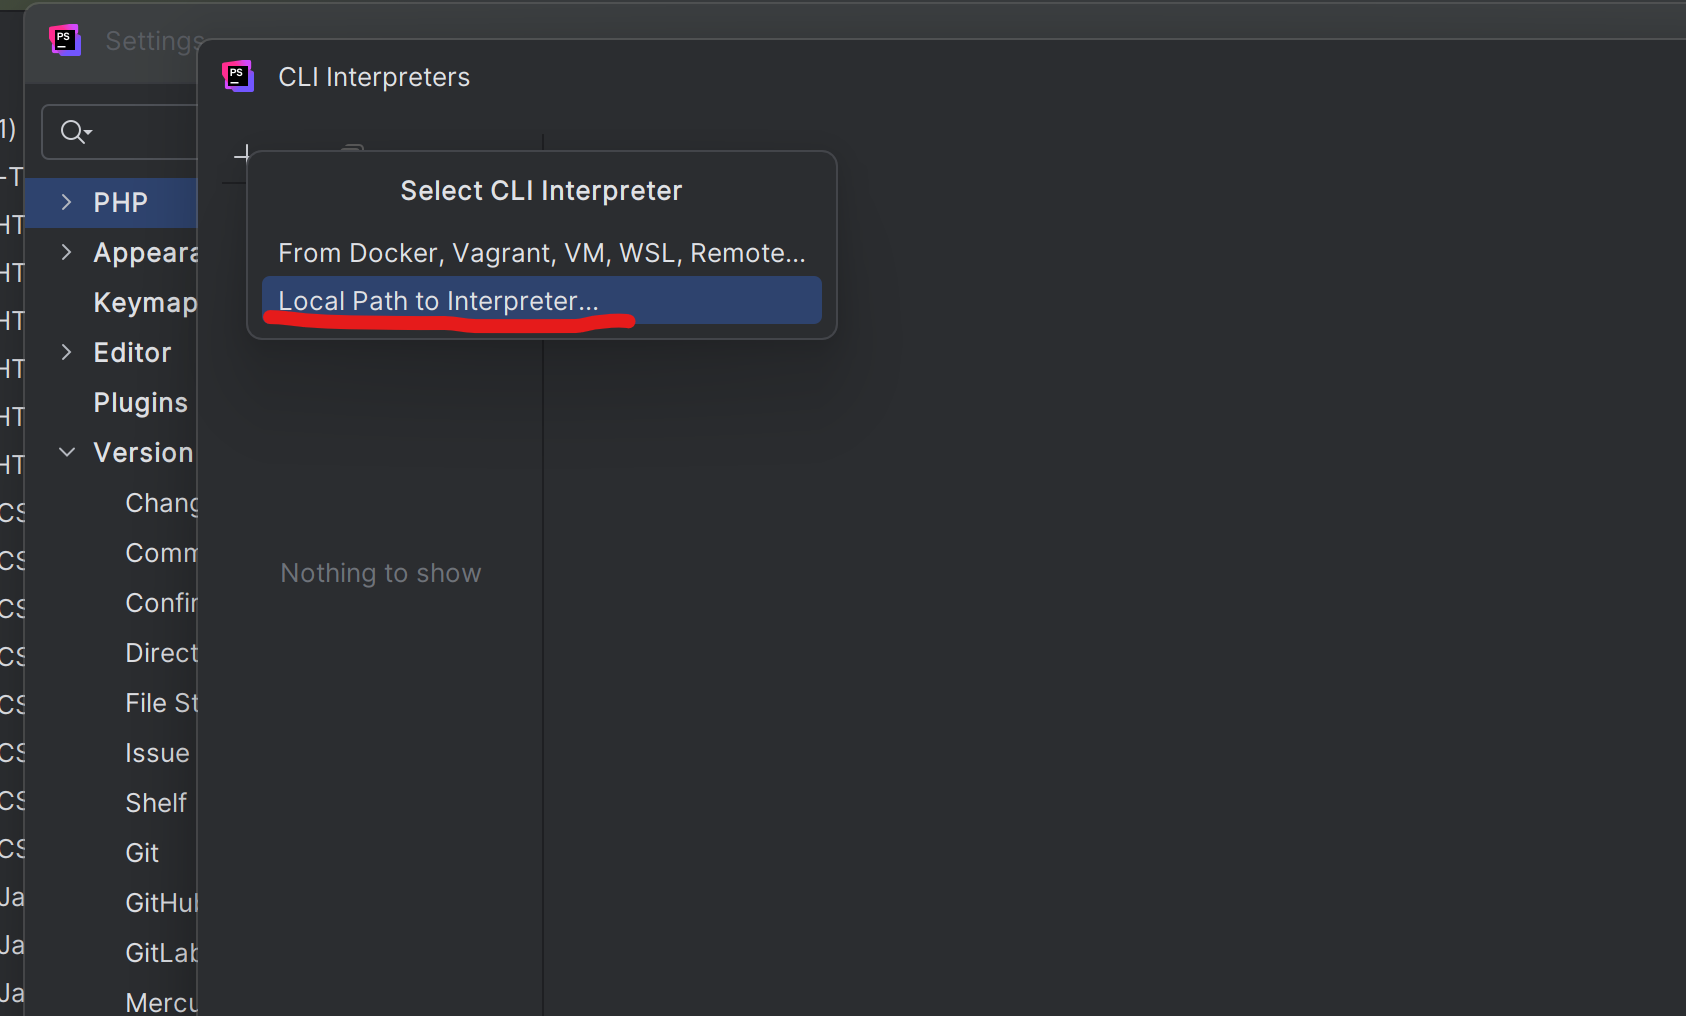 Settings
CLI Interpreters
1)
-T
HT
HT
HT
HT
HT
HT
CS
CS
CS
CS
CS
CS
CS
CS
Ja
Ja
Ja
PHP
Appeara
Keymap
Editor
Plugins
Version
Chang
Comm
Confir
Direct
File St
Issue
Shelf
Git
GitHub
GitLab
Mercu
Select CLI Interpreter
From Docker, Vagrant, VM, WSL, Remote...
Local Path to Interpreter...
Nothing to show
PS
PS